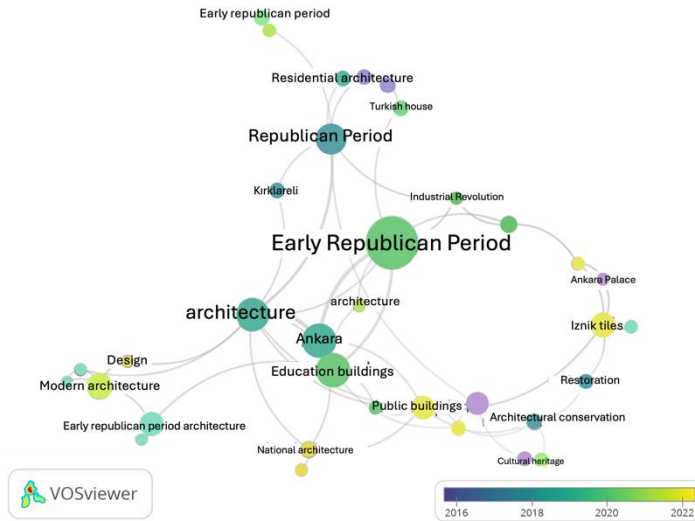 Early republican period
Residential architecture
Turkish house
Republican Period
Kırklareli
Industrial Revolution
Early Republican Period
Ankara Palace
architecture
architecture
Iznik tiles
Ankara
Design
Education buildings
Restoration
Modern architecture
Public buildings
Architectural conservation
Early republican period architecture
National architecture
Cultural heritage
VOSviewer
2016 2018 2020 2022